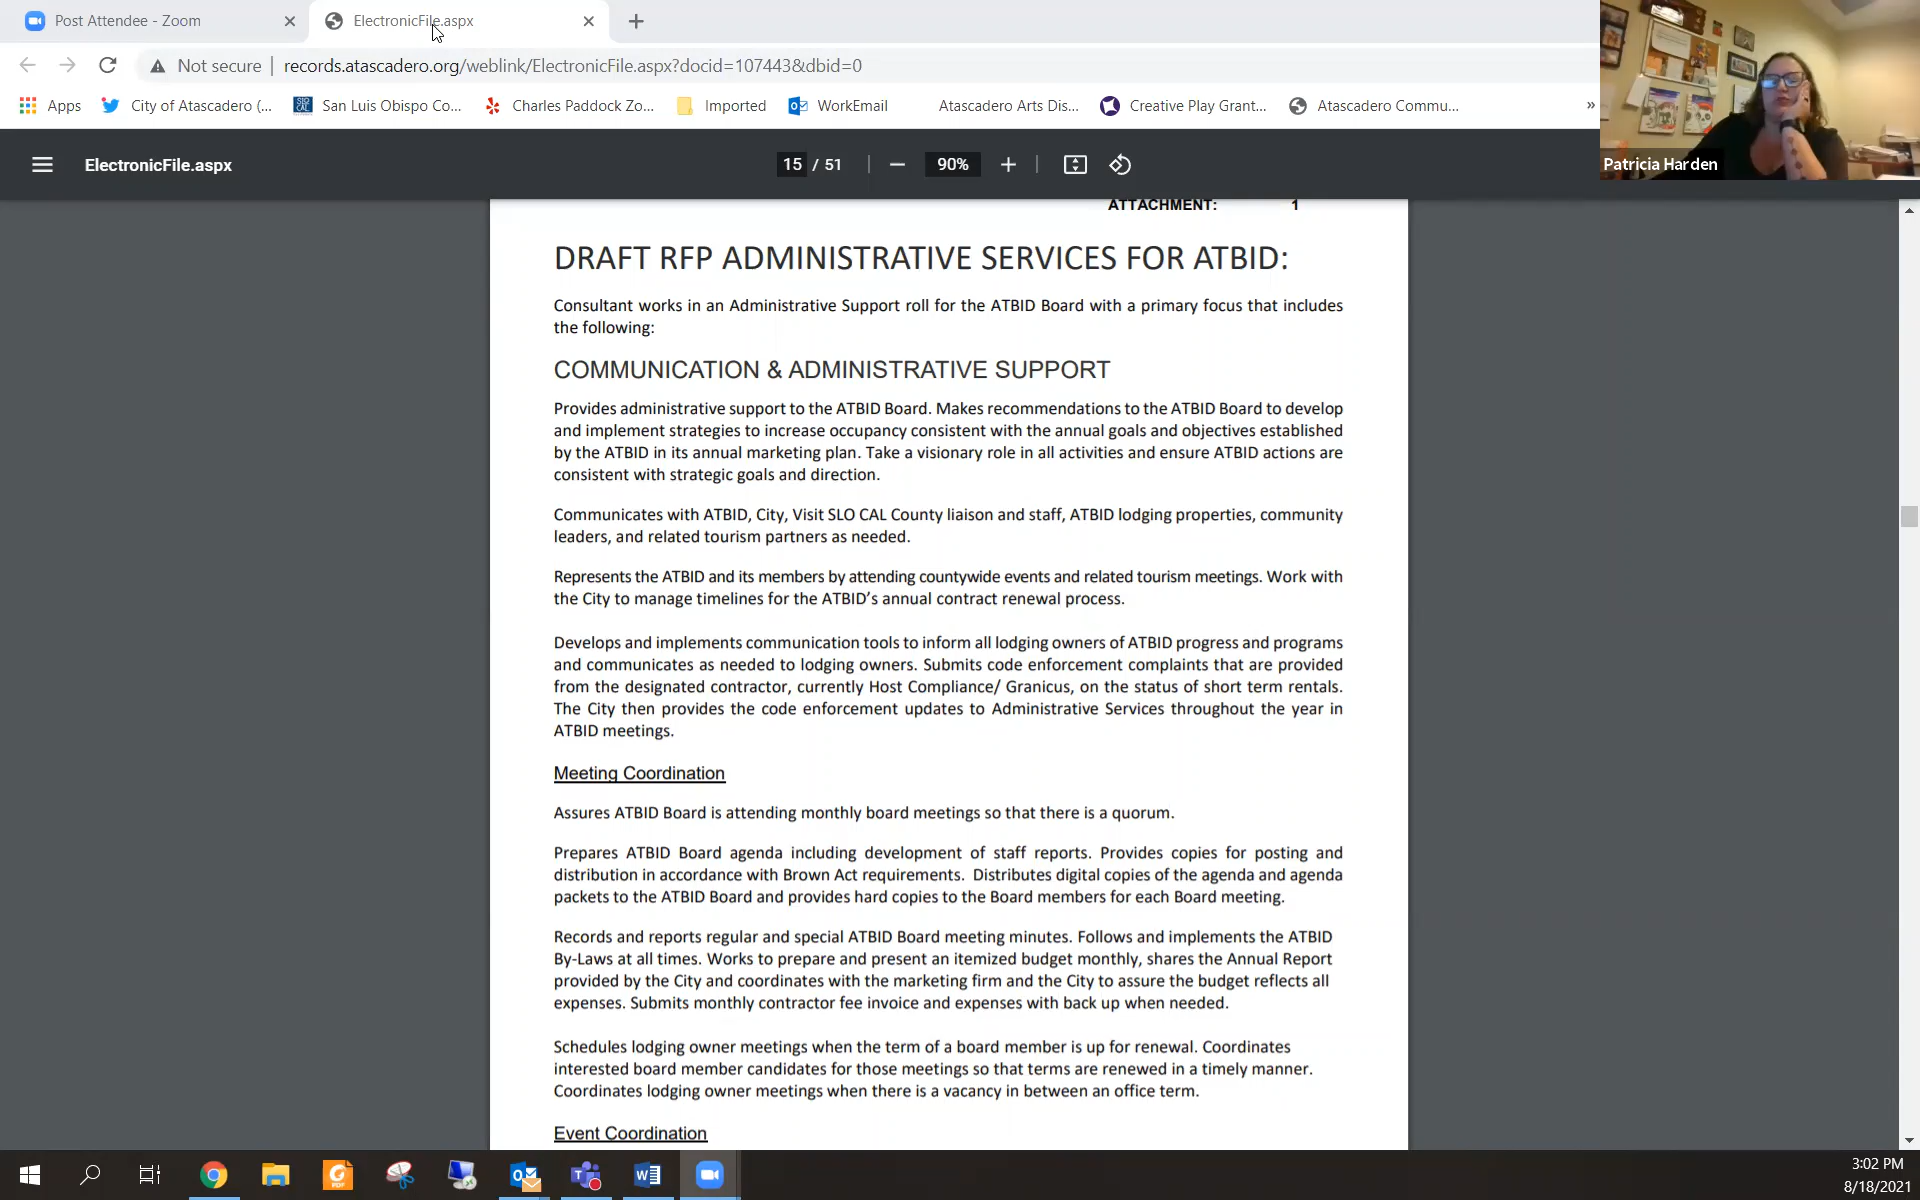 Post Attendee - Zoom
ElectronicFile.aspx
Not secure
records.atascadero.org/weblink/ElectronicFile.aspx?docid=107443&dbid=0
Apps
City of Atascadero (...
San Luis Obispo Co...
Charles Paddock Zo...
Imported
WorkEmail
Atascadero Arts Dis...
Creative Play Grant...
Atascadero Commu...
»
Patricia Harden
ElectronicFile.aspx
15 / 51
90%
ATTACHMENT: 1
DRAFT RFP ADMINISTRATIVE SERVICES FOR ATBID:
Consultant works in an Administrative Support roll for the ATBID Board with a primary focus that includes
the following:
COMMUNICATION & ADMINISTRATIVE SUPPORT
Provides administrative support to the ATBID Board. Makes recommendations to the ATBID Board to develop
and implement strategies to increase occupancy consistent with the annual goals and objectives established
by the ATBID in its annual marketing plan. Take a visionary role in all activities and ensure ATBID actions are
consistent with strategic goals and direction.
Communicates with ATBID, City, Visit SLO CAL County liaison and staff, ATBID lodging properties, community
leaders, and related tourism partners as needed.
Represents the ATBID and its members by attending countywide events and related tourism meetings. Work with
the City to manage timelines for the ATBID's annual contract renewal process.
Develops and implements communication tools to inform all lodging owners of ATBID progress and programs
and communicates as needed to lodging owners. Submits code enforcement complaints that are provided
from the designated contractor, currently Host Compliance/ Granicus, on the status of short term rentals.
The City then provides the code enforcement updates to Administrative Services throughout the year in
ATBID meetings.
Meeting Coordination
Assures ATBID Board is attending monthly board meetings so that there is a quorum.
Prepares ATBID Board agenda including development of staff reports. Provides copies for posting and
distribution in accordance with Brown Act requirements. Distributes digital copies of the agenda and agenda
packets to the ATBID Board and provides hard copies to the Board members for each Board meeting.
Records and reports regular and special ATBID Board meeting minutes. Follows and implements the ATBID
By-Laws at all times. Works to prepare and present an itemized budget monthly, shares the Annual Report
provided by the City and coordinates with the marketing firm and the City to assure the budget reflects all
expenses. Submits monthly contractor fee invoice and expenses with back up when needed.
Schedules lodging owner meetings when the term of a board member is up for renewal. Coordinates
interested board member candidates for those meetings so that terms are renewed in a timely manner.
Coordinates lodging owner meetings when there is a vacancy in between an office term.
Event Coordination
3:02 PM
8/18/2021